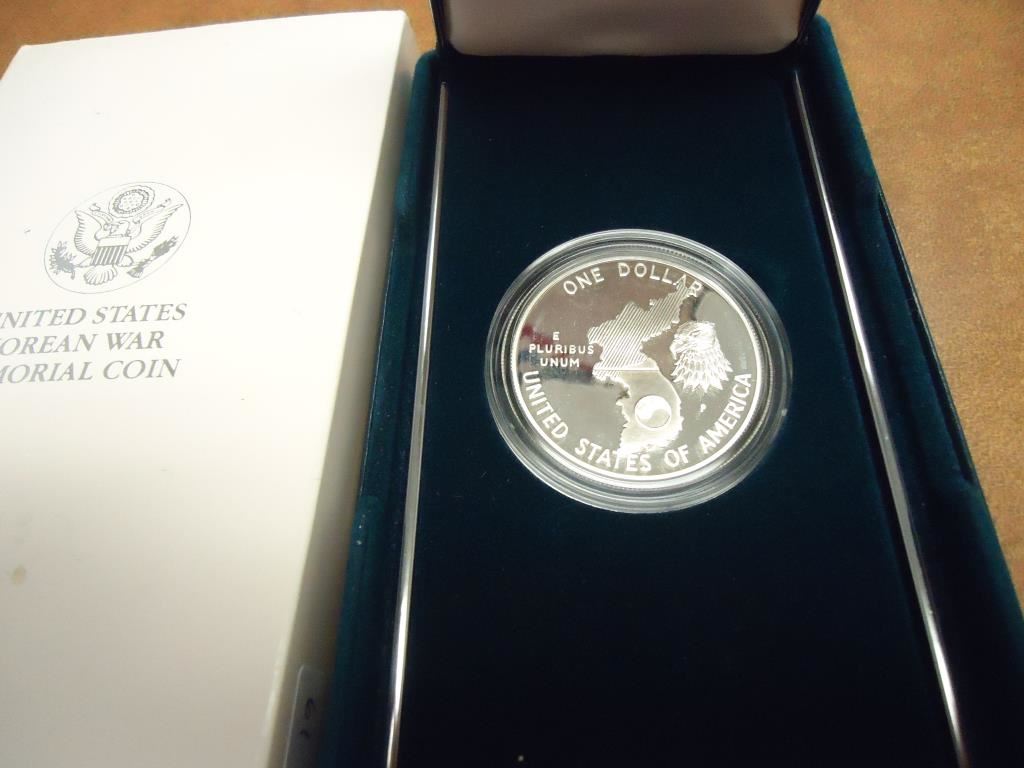 NITED STATES
OREAN WAR
MORIAL COIN
ONE DOLLAR
E
PLURIBUS
UNUM
P
UNITED STATES OF AMERICA